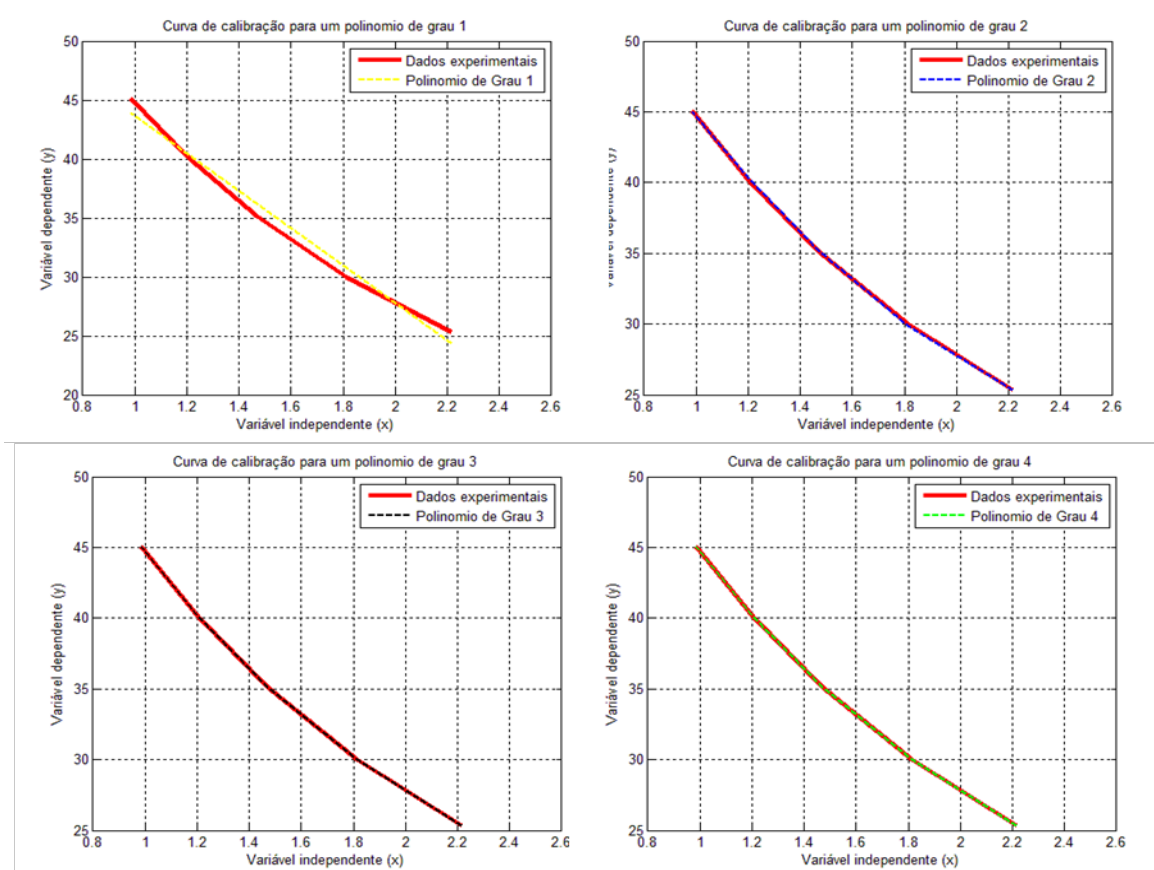 Curva de calibração para um polinomio de grau 1
50
45
40
35
30
25
20
0.8 1 1.2 1.4 1.6 1.8 2 2.2 2.4 2.6
Variável independente (x)
Variável dependente (y)
Dados experimentais
Polinomio de Grau 1
Curva de calibração para um polinomio de grau 2
50
45
40
35
30
25
0.8 1 1.2 1.4 1.6 1.8 2 2.2 2.4 2.6
Variável independente (x)
Variável dependente (y)
Dados experimentais
Polinomio de Grau 2
Curva de calibração para um polinomio de grau 3
50
45
40
35
30
25
0.8 1 1.2 1.4 1.6 1.8 2 2.2 2.4 2.6
Variável independente (x)
Variável dependente (y)
Dados experimentais
Polinomio de Grau 3
Curva de calibração para um polinomio de grau 4
50
45
40
35
30
25
0.8 1 1.2 1.4 1.6 1.8 2 2.2 2.4 2.6
Variável independente (x)
Variável dependente (y)
Dados experimentais
Polinomio de Grau 4